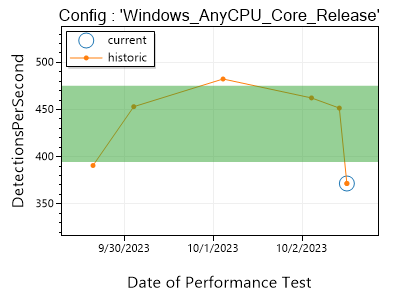 Config : 'Windows_AnyCPU_Core_Release'
current
historic
500
450
400
350
DetectionsPerSecond
9/30/2023
10/1/2023
10/2/2023
Date of Performance Test